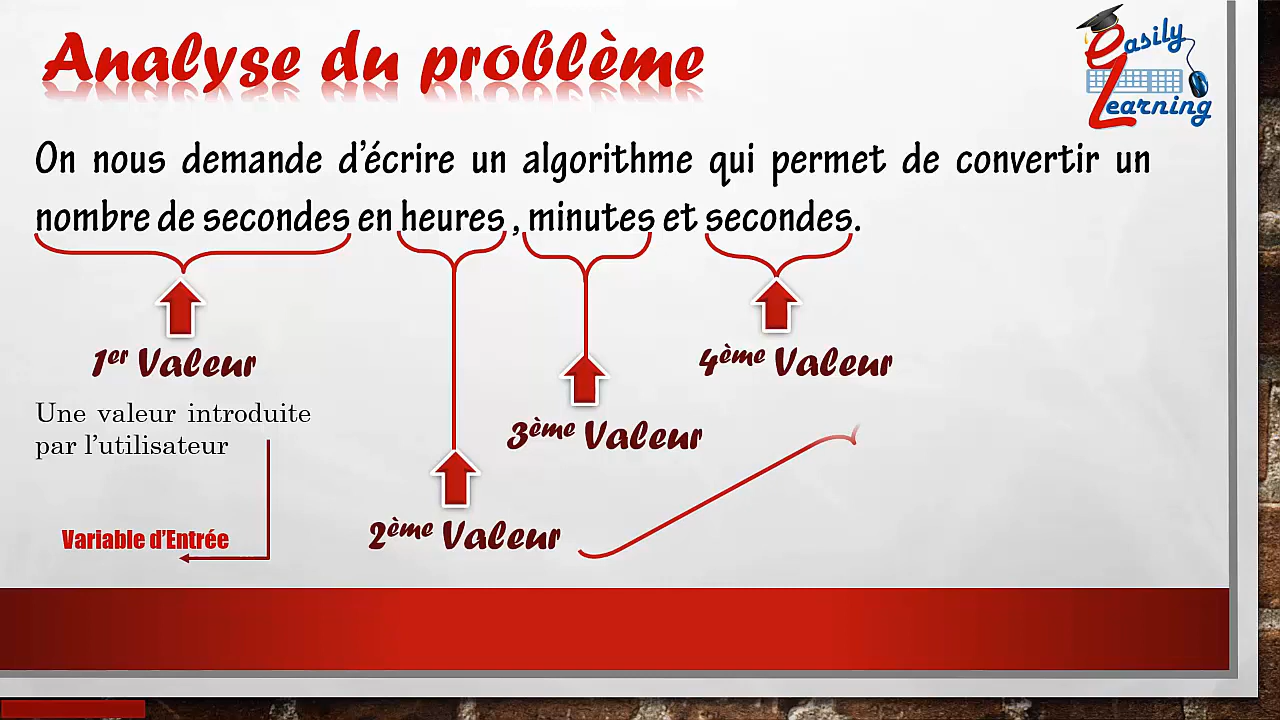 Analyse du problème
easily
Learning
On nous demande d'écrire un algorithme qui permet de convertir un
nombre de secondes en heures , minutes et secondes.
1er Valeur
4ème Valeur
Une valeur introduite
par l'utilisateur
3ème Valeur
Variable d'Entrée
2ème Valeur